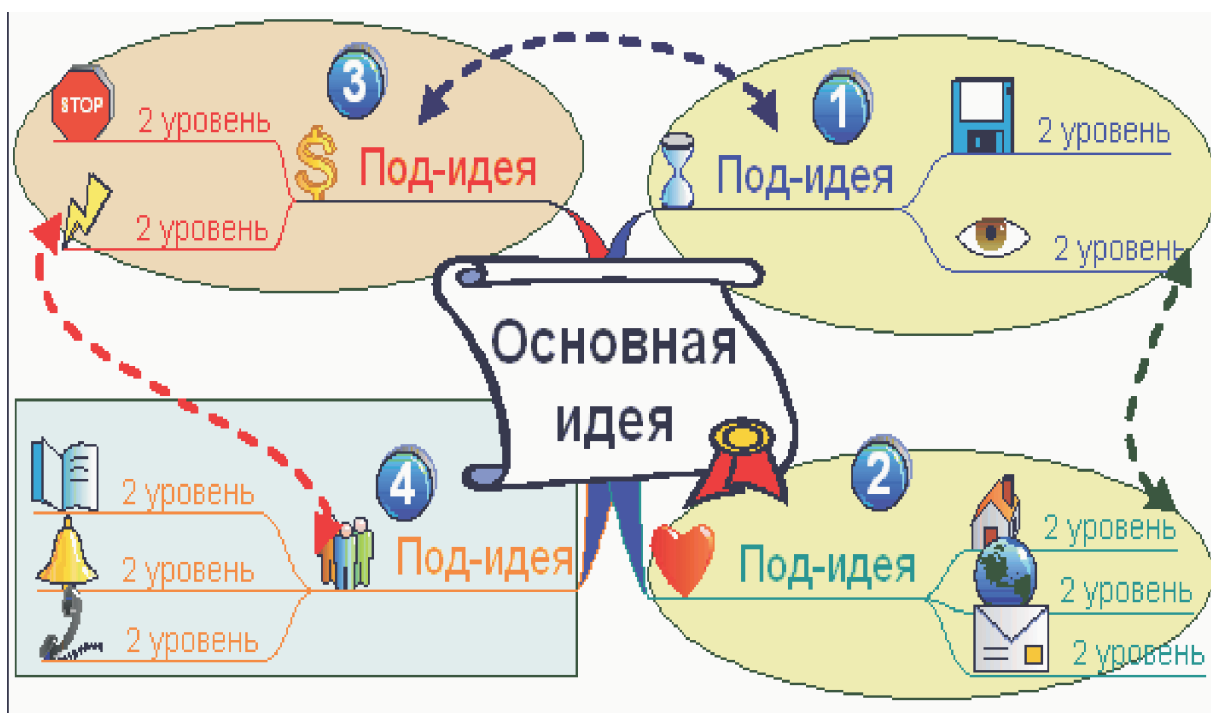 3
STOP
2 уровень
Под-идея
2 уровень
1
2 уровень
Под-идея
2 уровень
Основная
идея
4
2 уровень
Под-идея
2 уровень
2 уровень
2
2 уровень
Под-идея
2 уровень
2 уровень